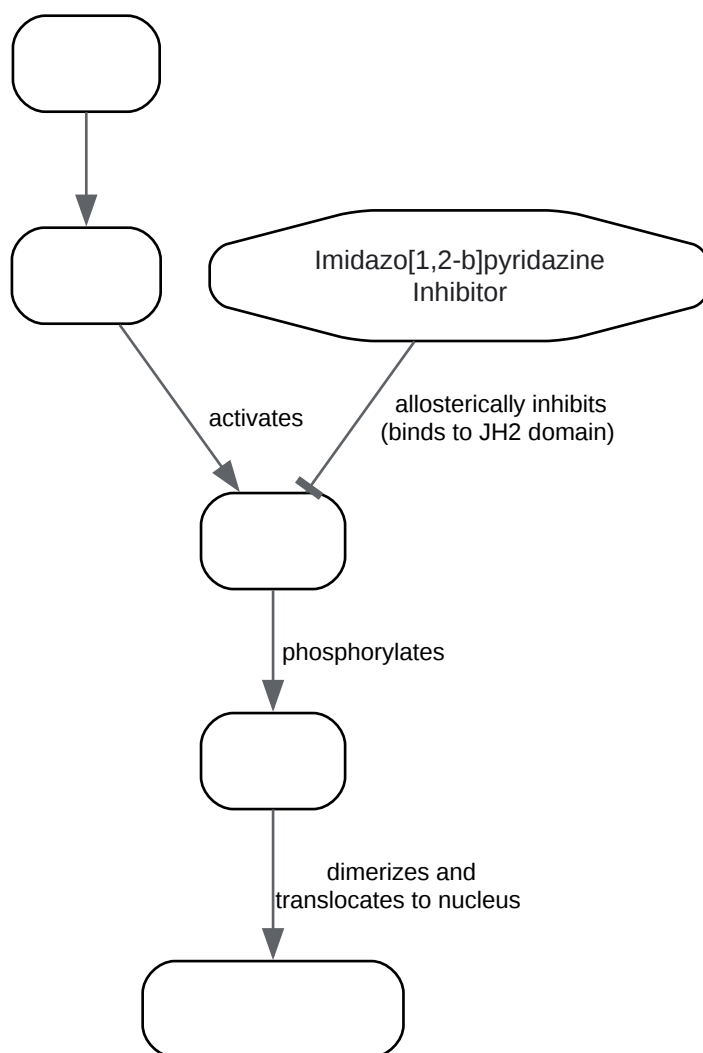 Imidazo[1,2-b]pyridazine
Inhibitor
activates
allosterically inhibits
(binds to JH2 domain)
phosphorylates
dimerizes and
translocates to nucleus